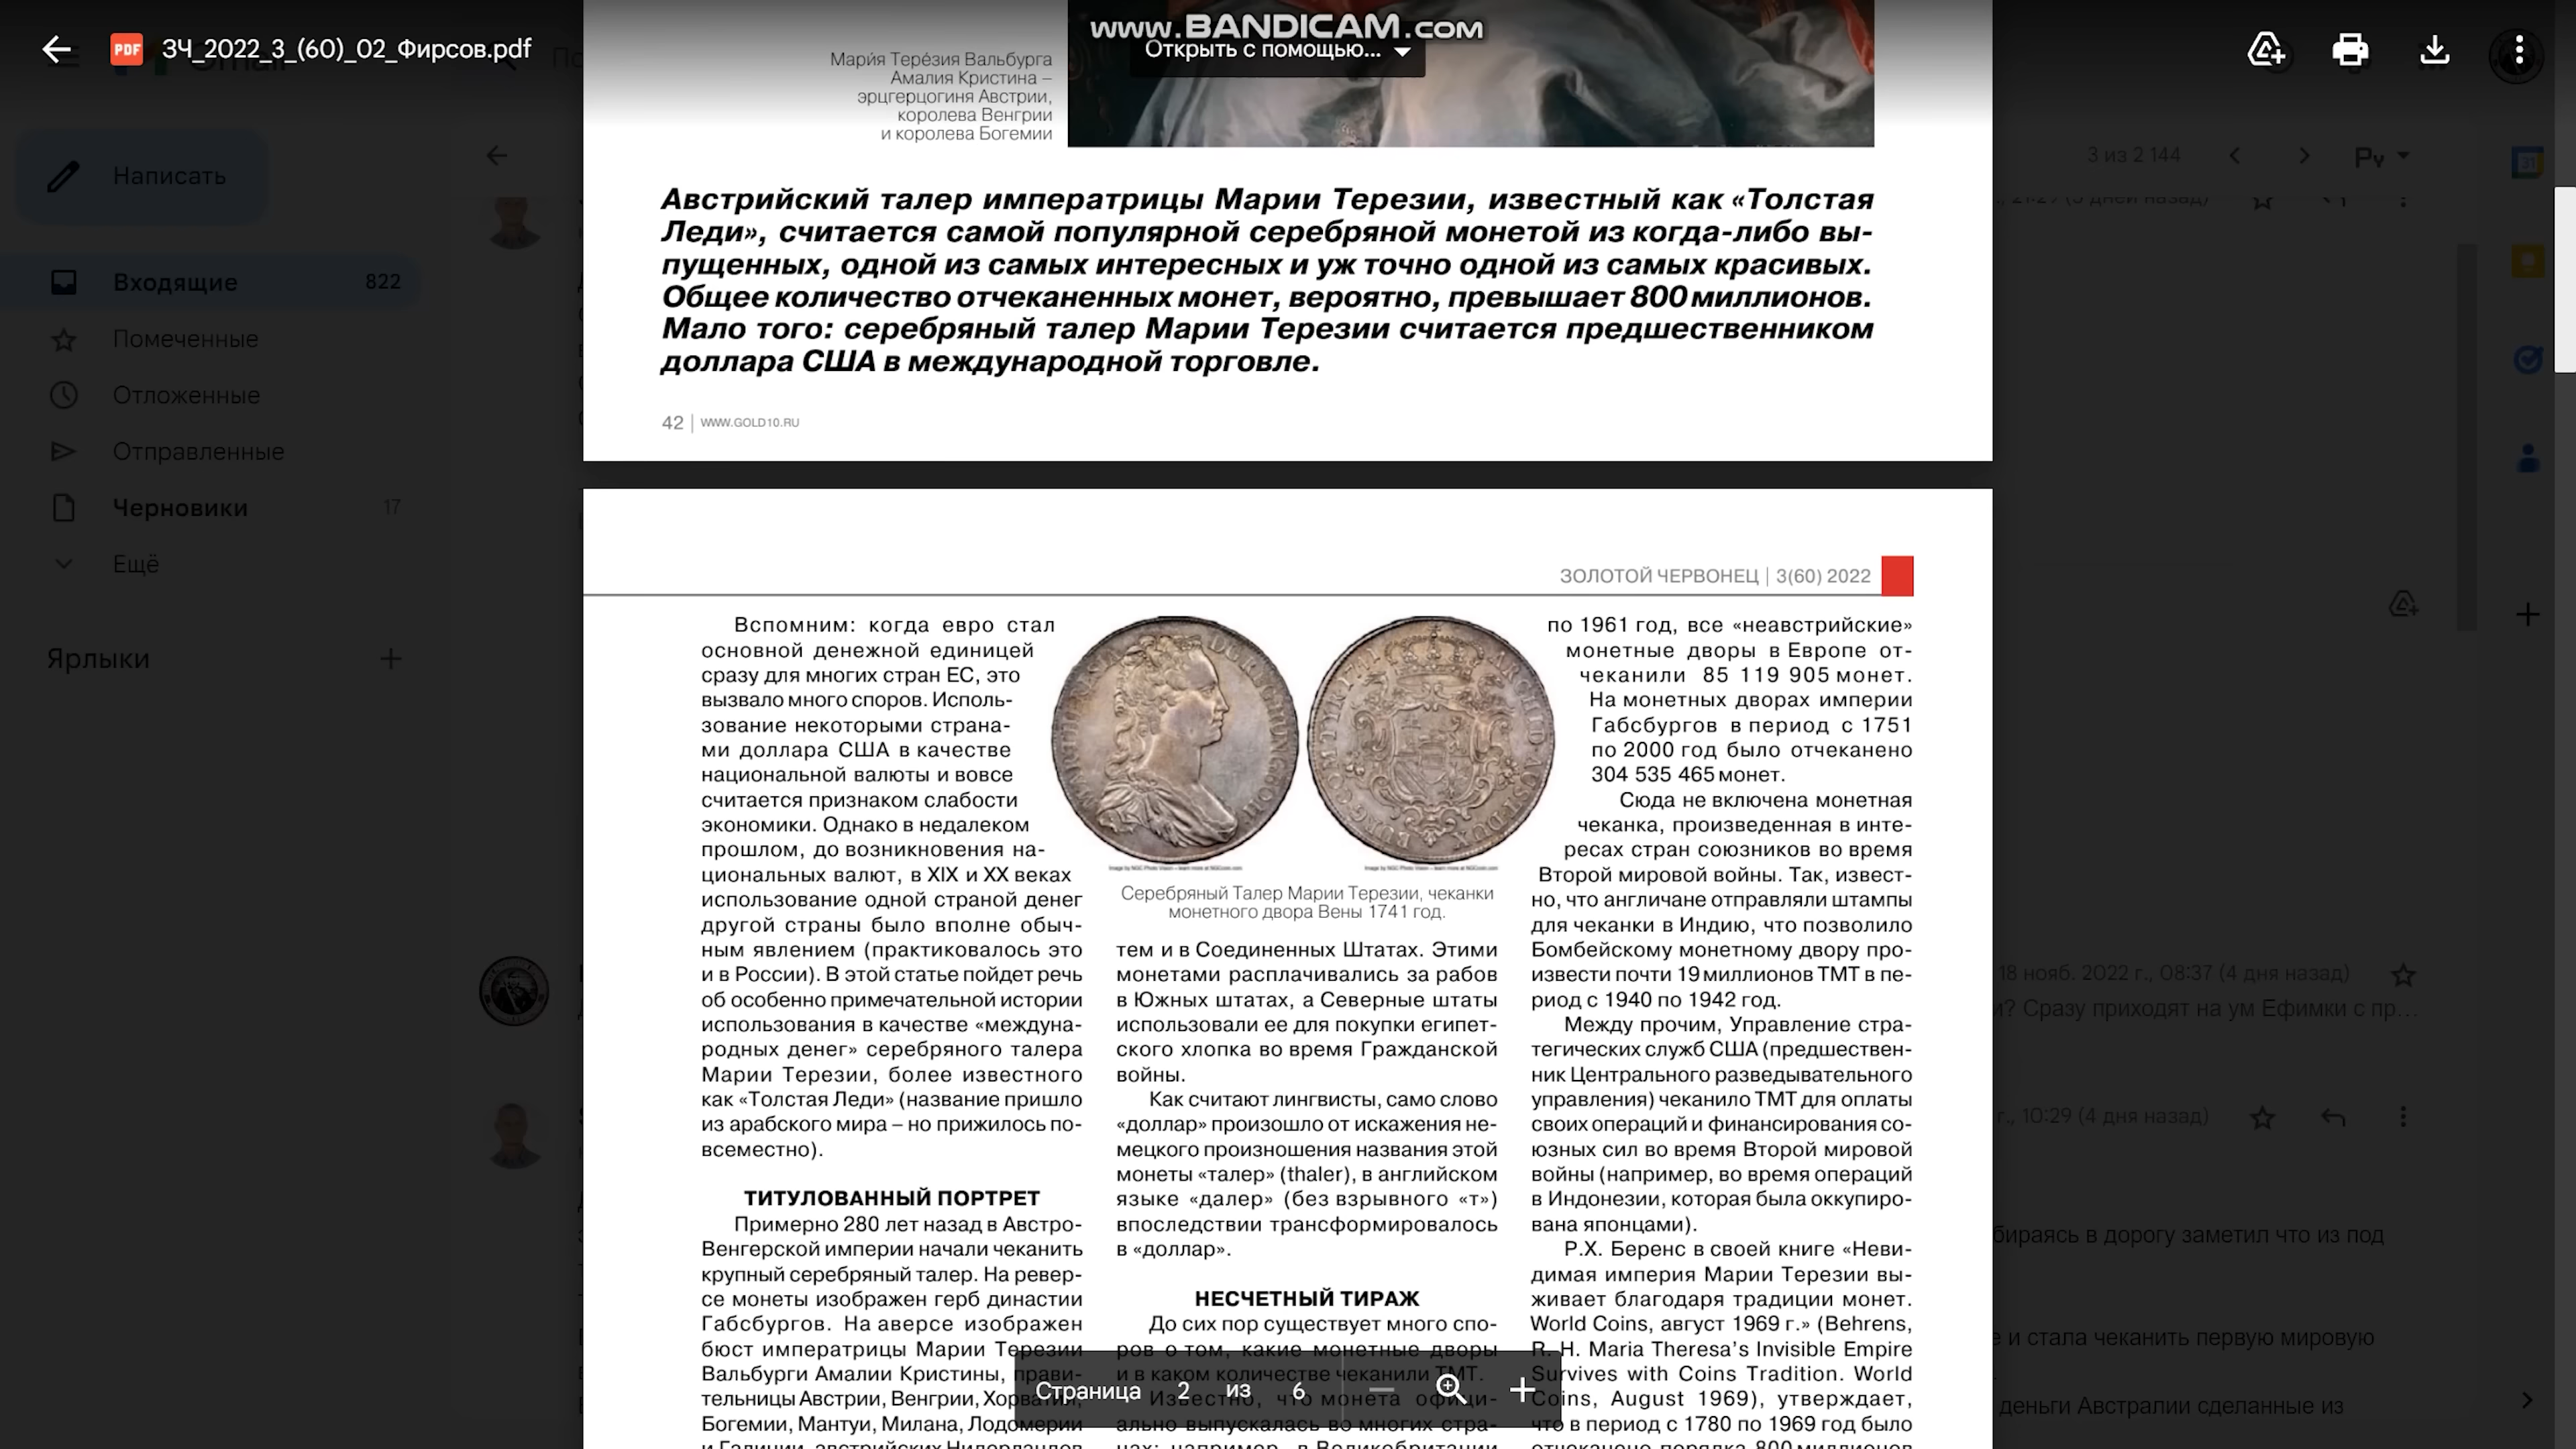 www.BANDICAM.com
ЗЧ_2022_3_(60)_02_Фирсов.pdf
Открыть с помощью...
Написать
Входящие 822
Помеченные
Отложенные
Отправленные
Черновики 17
Ещё
Ярлыки
3 из 2 144
Ру
Мари́я Тере́зия Вальбурга
Амалия Кристина –
эрцгерцогиня Австрии,
королева Венгрии
и королева Богемии
Австрийский талер императрицы Марии Терезии, известный как «Толстая
Леди», считается самой популярной серебряной монетой из когда-либо вы-
пущенных, одной из самых интересных и уж точно одной из самых красивых.
Общее количество отчеканенных монет, вероятно, превышает 800 миллионов.
Мало того: серебряный талер Марии Терезии считается предшественником
доллара США в международной торговле.
42 | WWW.GOLD10.RU
ЗОЛОТОЙ ЧЕРВОНЕЦ | 3(60) 2022
Вспомним: когда евро стал
основной денежной единицей
сразу для многих стран ЕС, это
вызвало много споров. Исполь-
зование некоторыми страна-
ми доллара США в качестве
национальной валюты и вовсе
считается признаком слабости
экономики. Однако в недалеком
прошлом, до возникновения на-
циональных валют, в XIX и XX веках
использование одной страной денег
другой страны было вполне обыч-
ным явлением (практиковалось это
и в России). В этой статье пойдет речь
об особенно примечательной истории
использования в качестве «междуна-
родных денег» серебряного талера
Марии Терезии, более известного
как «Толстая Леди» (название пришло
из арабского мира – но прижилось по-
всеместно).
ТИТУЛОВАННЫЙ ПОРТРЕТ
Примерно 280 лет назад в Австро-
Венгерской империи начали чеканить
крупный серебряный талер. На ревер-
се монеты изображен герб династии
Габсбургов. На аверсе изображен
бюст императрицы Марии Терезии
Вальбурги Амалии Кристины, прави-
тельницы Австрии, Венгрии, Хорватии,
Богемии, Мантуи, Милана, Лодомерии
и Галиции, австрийских Нидерландов
Серебряный Талер Марии Терезии, чеканки
монетного двора Вены 1741 год.
тем и в Соединенных Штатах. Этими
монетами расплачивались за рабов
в Южных штатах, а Северные штаты
использовали ее для покупки египет-
ского хлопка во время Гражданской
войны.
Как считают лингвисты, само слово
«доллар» произошло от искажения не-
мецкого произношения названия этой
монеты «талер» (thaler), в английском
языке «далер» (без взрывного «т»)
впоследствии трансформировалось
в «доллар».
НЕСЧЕТНЫЙ ТИРАЖ
До сих пор существует много спо-
ров о том, какие монетные дворы
и в каком количестве чеканили ТМТ.
Известно, что монета офици-
ально выпускалась во многих стра-
нах: например, в Великобритании
по 1961 год, все «неавстрийские»
монетные дворы в Европе от-
чеканили 85 119 905 монет.
На монетных дворах империи
Габсбургов в период с 1751
по 2000 год было отчеканено
304 535 465 монет.
Сюда не включена монетная
чеканка, произведенная в инте-
ресах стран союзников во время
Второй мировой войны. Так, извест-
но, что англичане отправляли штампы
для чеканки в Индию, что позволило
Бомбейскому монетному двору про-
извести почти 19 миллионов ТМТ в пе-
риод с 1940 по 1942 год.
Между прочим, Управление стра-
тегических служб США (предшествен-
ник Центрального разведывательного
управления) чеканило ТМТ для оплаты
своих операций и финансирования со-
юзных сил во время Второй мировой
войны (например, во время операций
в Индонезии, которая была оккупиро-
вана японцами).
Р.Х. Беренс в своей книге «Неви-
димая империя Марии Терезии вы-
живает благодаря традиции монет.
World Coins, август 1969 г.» (Behrens,
R. H. Maria Theresa's Invisible Empire
Survives with Coins Tradition. World
Coins, August 1969), утверждает,
что в период с 1780 по 1969 год было
отчеканено порядка 800 миллионов
Страница 2 из 6
18 нояб. 2022 г., 08:37 (4 дня назад)
? Сразу приходят на ум Ефимки с пр...
г., 10:29 (4 дня назад)
бираясь в дорогу заметил что из под
и стала чеканить первую мировую
деньги Австралии сделанные из